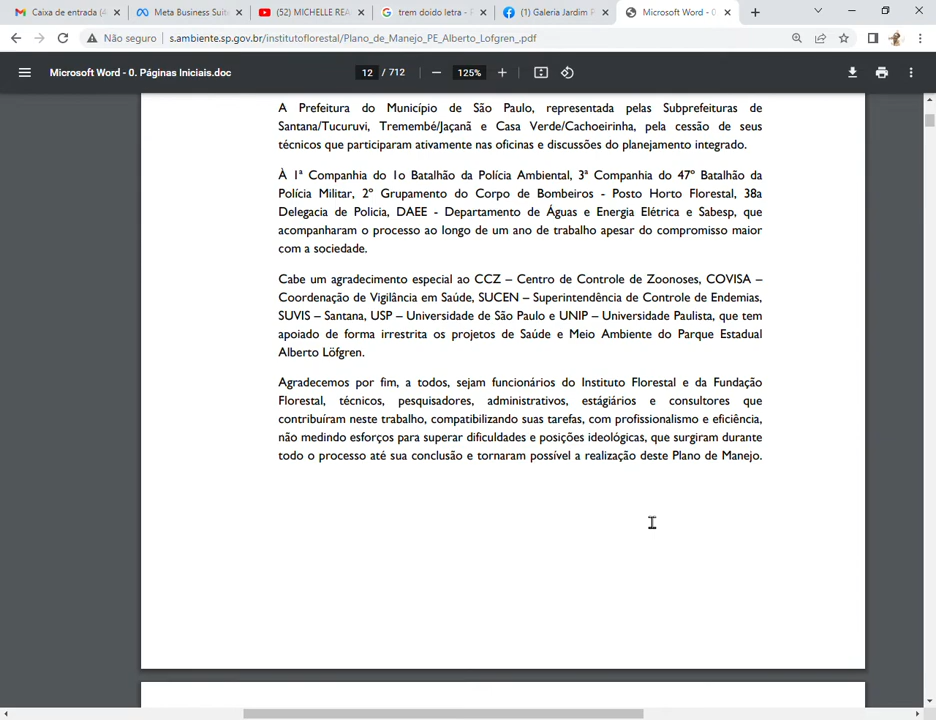 Caixa de entrada (4
Meta Business Suit
(52) MICHELLE REA
trem doido letra - P
(1) Galeria Jardim P
Microsoft Word - 0
Não seguro
s.ambiente.sp.gov.br/institutoflorestal/Plano_de_Manejo_PE_Alberto_Lofgren_.pdf
Microsoft Word - 0. Páginas Iniciais.doc
12 / 712
125%
A Prefeitura do Município de São Paulo, representada pelas Subprefeituras de
Santana/Tucuruvi, Tremembé/Jaçanã e Casa Verde/Cachoeirinha, pela cessão de seus
técnicos que participaram ativamente nas oficinas e discussões do planejamento integrado.
À 1ª Companhia do 1o Batalhão da Polícia Ambiental, 3ª Companhia do 47º Batalhão da
Polícia Militar, 2º Grupamento do Corpo de Bombeiros - Posto Horto Florestal, 38a
Delegacia de Policia, DAEE - Departamento de Águas e Energia Elétrica e Sabesp, que
acompanharam o processo ao longo de um ano de trabalho apesar do compromisso maior
com a sociedade.
Cabe um agradecimento especial ao CCZ – Centro de Controle de Zoonoses, COVISA –
Coordenação de Vigilância em Saúde, SUCEN – Superintendência de Controle de Endemias,
SUVIS – Santana, USP – Universidade de São Paulo e UNIP – Universidade Paulista, que tem
apoiado de forma irrestrita os projetos de Saúde e Meio Ambiente do Parque Estadual
Alberto Löfgren.
Agradecemos por fim, a todos, sejam funcionários do Instituto Florestal e da Fundação
Florestal, técnicos, pesquisadores, administrativos, estágiários e consultores que
contribuíram neste trabalho, compatibilizando suas tarefas, com profissionalismo e eficiência,
não medindo esforços para superar dificuldades e posições ideológicas, que surgiram durante
todo o processo até sua conclusão e tornaram possível a realização deste Plano de Manejo.